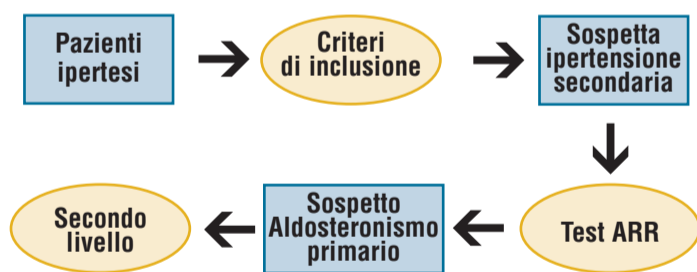 Pazienti
ipertesi
Criteri
di inclusione
Sospetta
ipertensione
secondaria
Test ARR
Sospetto
Aldosteronismo
primario
Secondo
livello